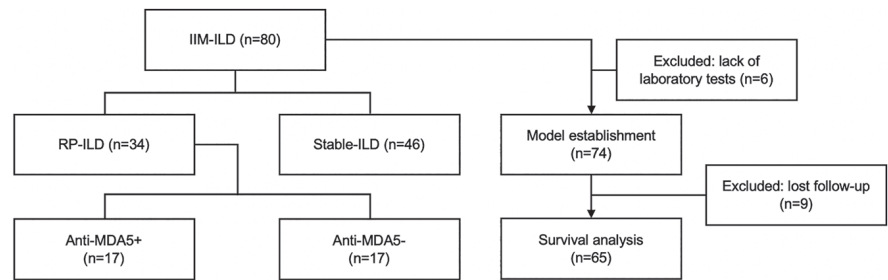 IIM-ILD (n=80)
Excluded: lack of
laboratory tests (n=6)
RP-ILD (n=34)
Stable-ILD (n=46)
Model establishment
(n=74)
Excluded: lost follow-up
(n=9)
Anti-MDA5+
(n=17)
Anti-MDA5-
(n=17)
Survival analysis
(n=65)